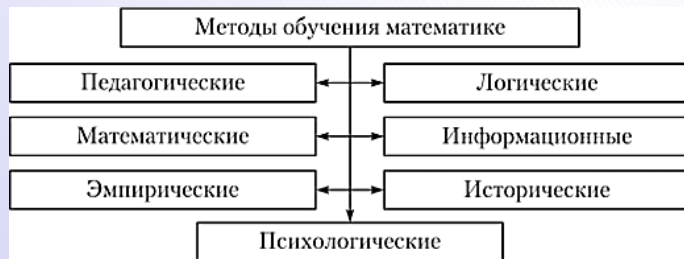 Методы обучения математике
Педагогические
Логические
Математические
Информационные
Эмпирические
Исторические
Психологические